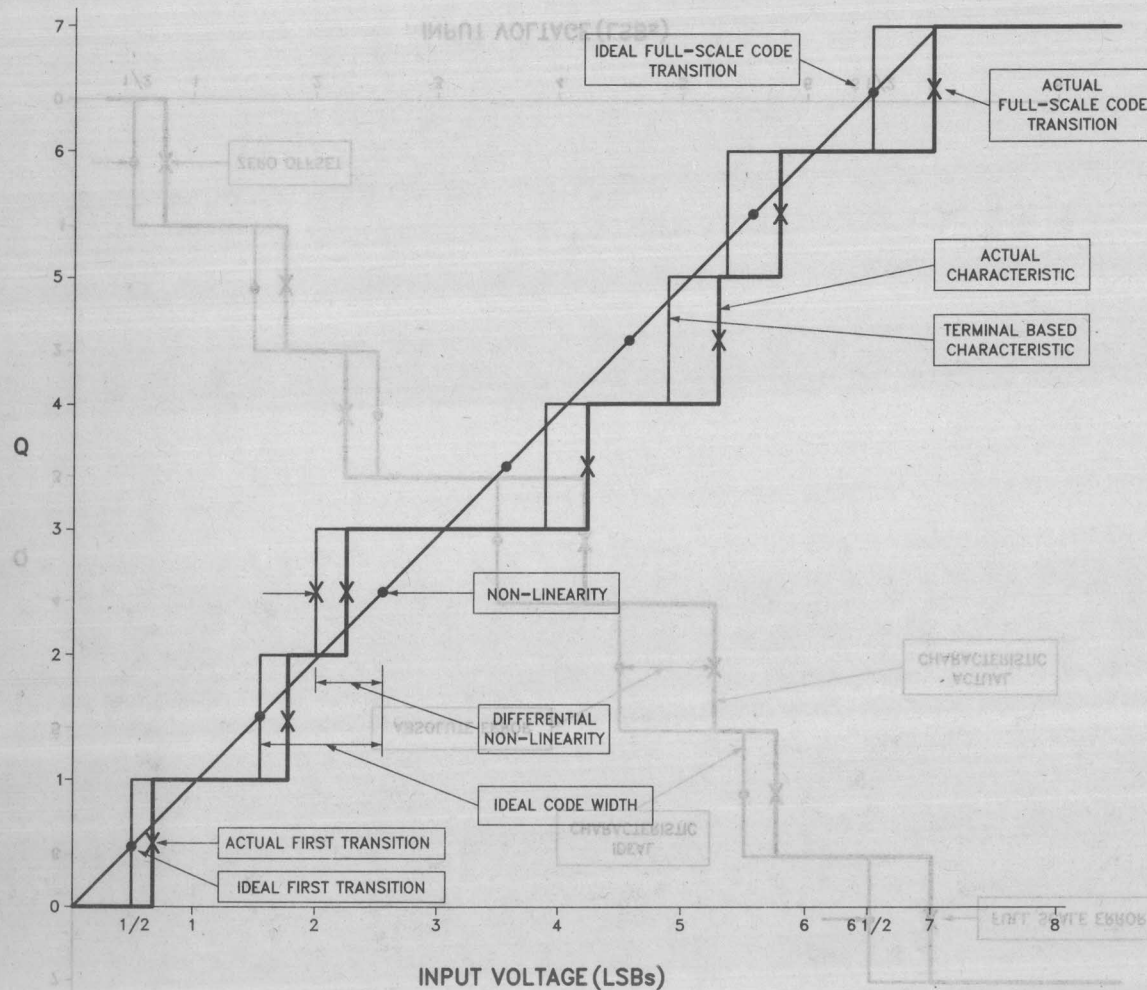 7
IDEAL FULL-SCALE CODE
TRANSITION
ACTUAL
FULL-SCALE CODE
TRANSITION
6
5
ACTUAL
CHARACTERISTIC
TERMINAL BASED
CHARACTERISTIC
4
Q
3
NON-LINEARITY
2
DIFFERENTIAL
NON-LINEARITY
1
IDEAL CODE WIDTH
ACTUAL FIRST TRANSITION
IDEAL FIRST TRANSITION
0
1/2 1 2 3 4 5 6 6 1/2 7 8
INPUT VOLTAGE (LSBs)